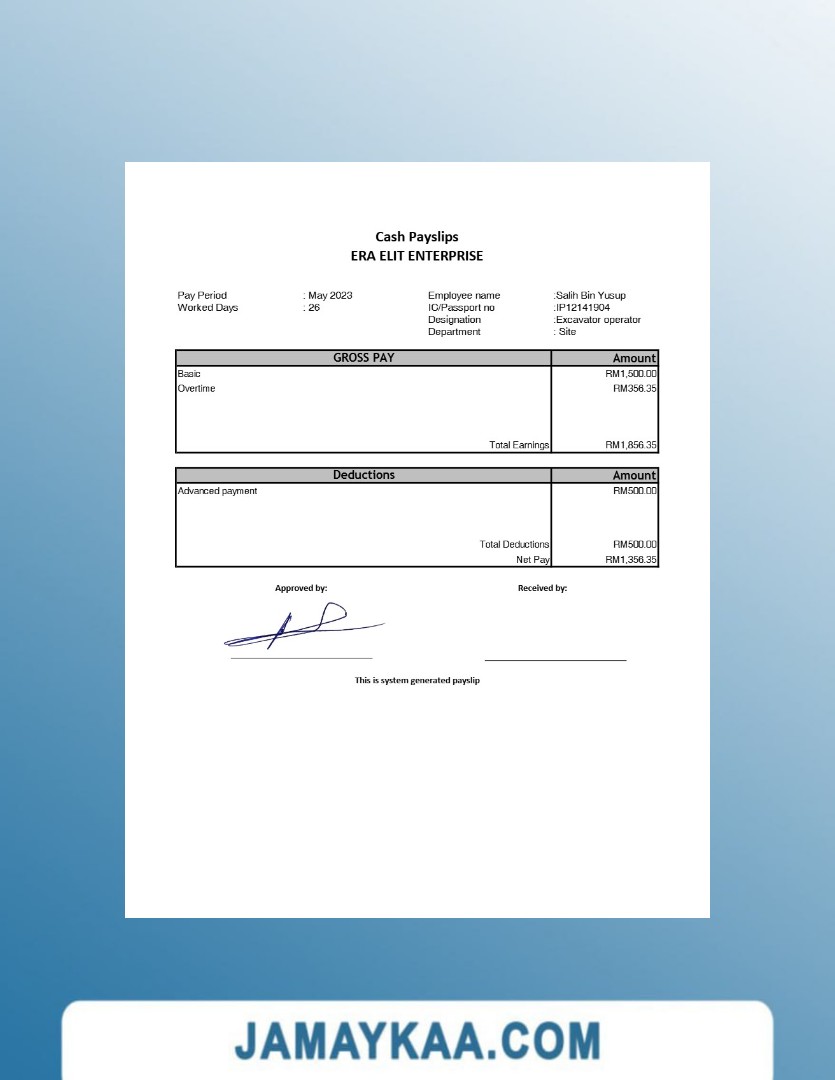 Cash Payslips
ERA ELIT ENTERPRISE
Pay Period : May 2023 Employee name :Salih Bin Yusup
Worked Days : 26 IC/Passport no :IP12141904
Designation :Excavator operator
Department : Site
GROSS PAY Amount
Basic RM1,500.00
Overtime RM356.35
Total Earnings RM1,856.35
Deductions Amount
Advanced payment RM500.00
Total Deductions RM500.00
Net Pay RM1,356.35
Approved by: Received by:
This is system generated payslip
JAMAYKAA.COM